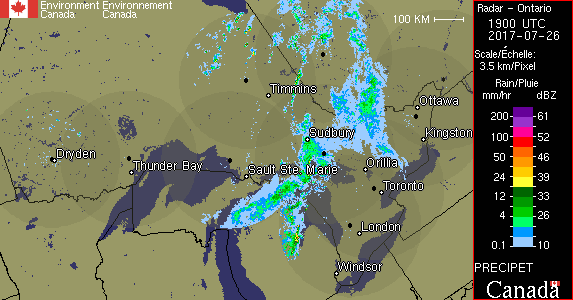 Environment Environnement
Canada Canada
100 KM
Timmins
Ottawa
Sudbury
Kingston
Dryden
Thunder Bay
Sault Ste. Marie
Orillia
Toronto
London
Windsor
Radar - Ontario
1900 UTC
2017-07-26
Scale/Échelle:
3.5 km/Pixel
Rain/Pluie
mm/hr dBZ
200 61
100 52
50 46
24 39
12 33
4 26
0.1 10
PRECIPET
Canada